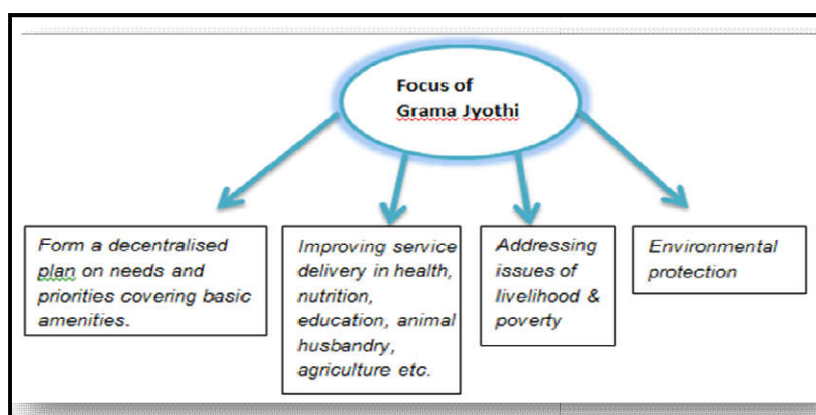 Focus of
Grama Jyothi
Form a decentralised
plan on needs and
priorities covering basic
amenities.
Improving service
delivery in health,
nutrition,
education, animal
husbandry,
agriculture etc.
Addressing
issues of
livelihood &
poverty
Environmental
protection